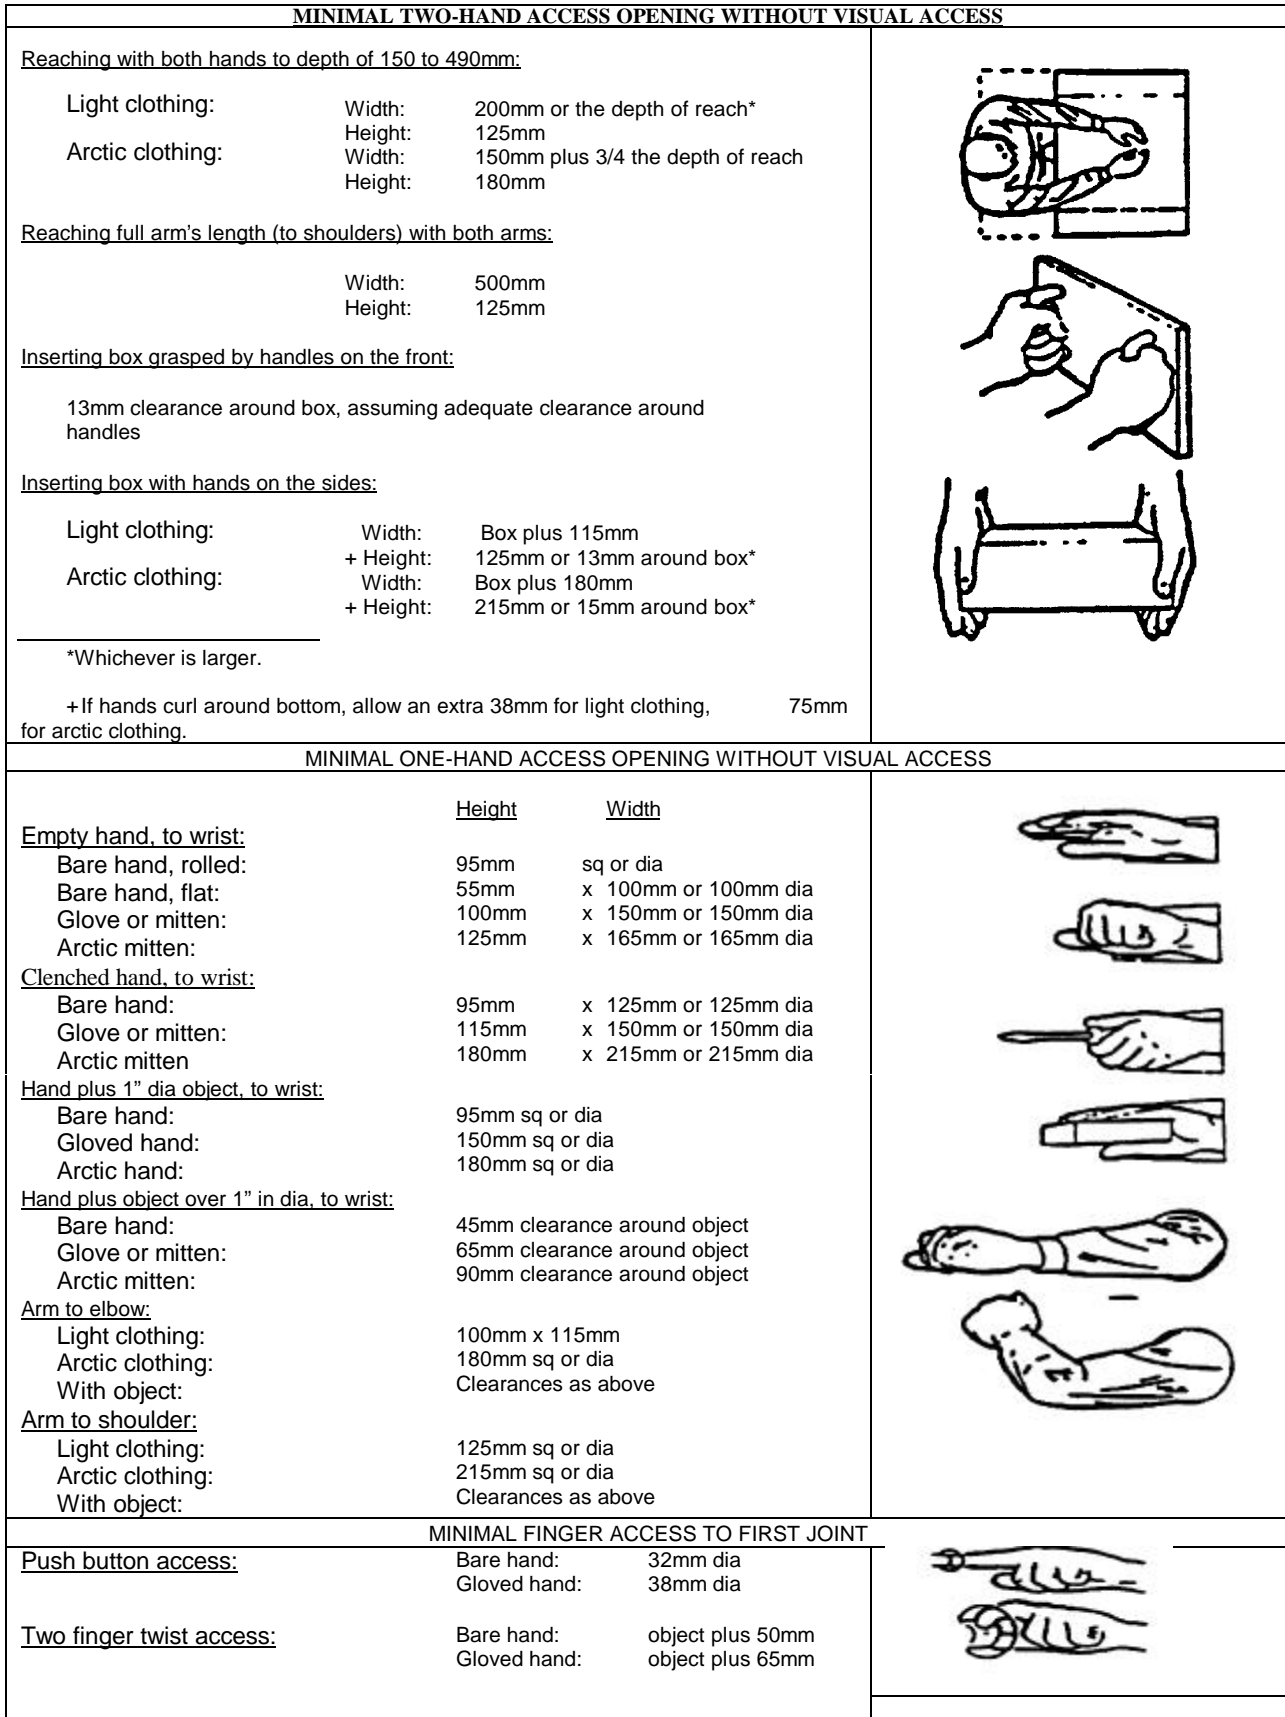 MINIMAL TWO-HAND ACCESS OPENING WITHOUT VISUAL ACCESS
Reaching with both hands to depth of 150 to 490mm:
Light clothing: Width: 200mm or the depth of reach*
Height: 125mm
Arctic clothing: Width: 150mm plus 3/4 the depth of reach
Height: 180mm
Reaching full arm's length (to shoulders) with both arms:
Width: 500mm
Height: 125mm
Inserting box grasped by handles on the front:
13mm clearance around box, assuming adequate clearance around
handles
Inserting box with hands on the sides:
Light clothing: Width: Box plus 115mm
+ Height: 125mm or 13mm around box*
Arctic clothing: Width: Box plus 180mm
+ Height: 215mm or 15mm around box*
*Whichever is larger.
+If hands curl around bottom, allow an extra 38mm for light clothing, 75mm
for arctic clothing.
MINIMAL ONE-HAND ACCESS OPENING WITHOUT VISUAL ACCESS
Height Width
Empty hand, to wrist:
Bare hand, rolled: 95mm sq or dia
Bare hand, flat: 55mm x 100mm or 100mm dia
Glove or mitten: 100mm x 150mm or 150mm dia
Arctic mitten: 125mm x 165mm or 165mm dia
Clenched hand, to wrist:
Bare hand: 95mm x 125mm or 125mm dia
Glove or mitten: 115mm x 150mm or 150mm dia
Arctic mitten 180mm x 215mm or 215mm dia
Hand plus 1” dia object, to wrist:
Bare hand: 95mm sq or dia
Gloved hand: 150mm sq or dia
Arctic hand: 180mm sq or dia
Hand plus object over 1” in dia, to wrist:
Bare hand: 45mm clearance around object
Glove or mitten: 65mm clearance around object
Arctic mitten: 90mm clearance around object
Arm to elbow:
Light clothing: 100mm x 115mm
Arctic clothing: 180mm sq or dia
With object: Clearances as above
Arm to shoulder:
Light clothing: 125mm sq or dia
Arctic clothing: 215mm sq or dia
With object: Clearances as above
MINIMAL FINGER ACCESS TO FIRST JOINT
Push button access: Bare hand: 32mm dia
Gloved hand: 38mm dia
Two finger twist access: Bare hand: object plus 50mm
Gloved hand: object plus 65mm